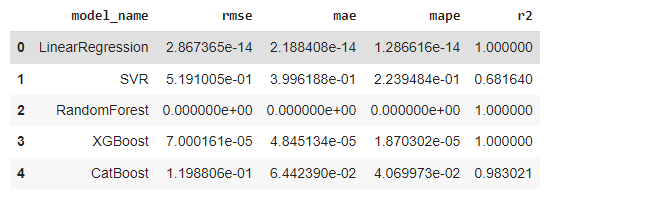 model_name rmse mae mape r2
0 LinearRegression 2.867365e-14 2.188408e-14 1.286616e-14 1.000000
1 SVR 5.191005e-01 3.996188e-01 2.239484e-01 0.681640
2 RandomForest 0.000000e+00 0.000000e+00 0.000000e+00 1.000000
3 XGBoost 7.000161e-05 4.845134e-05 1.870302e-05 1.000000
4 CatBoost 1.198806e-01 6.442390e-02 4.069973e-02 0.983021